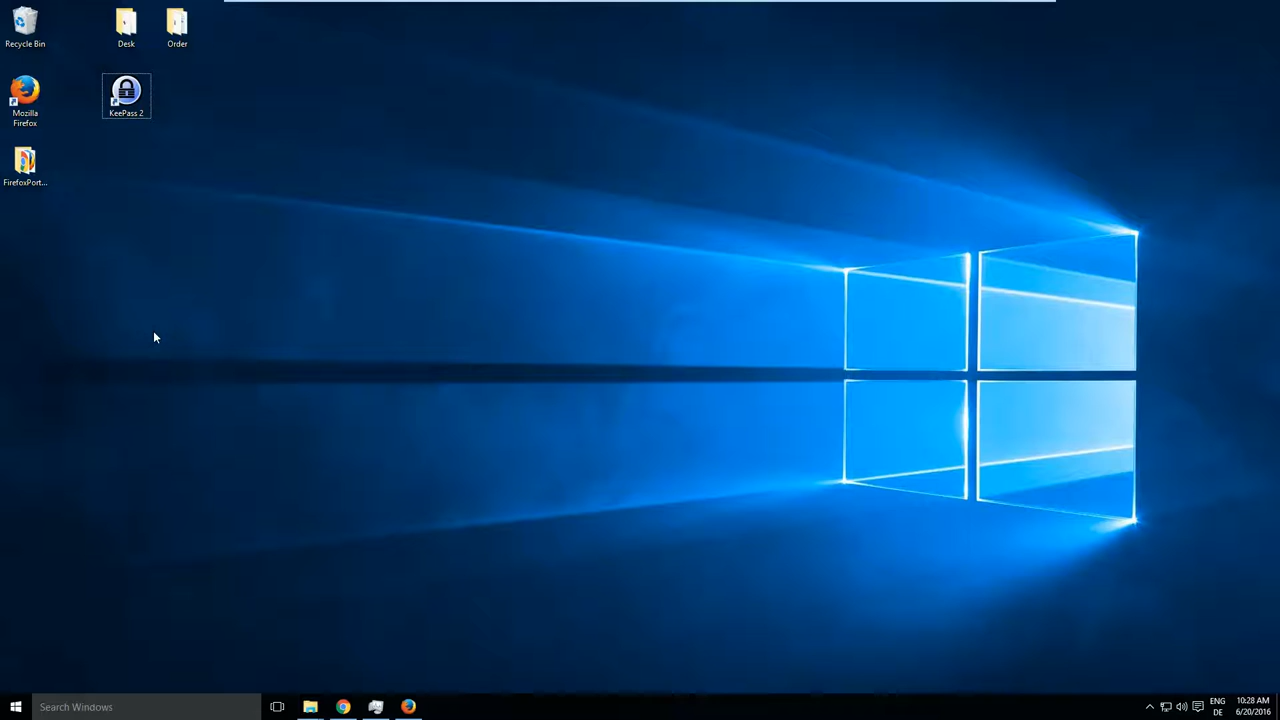 Recycle Bin
Desk
Order
Mozilla
Firefox
KeePass 2
FirefoxPort...
Search Windows
ENG
DE
10:28 AM
6/20/2016